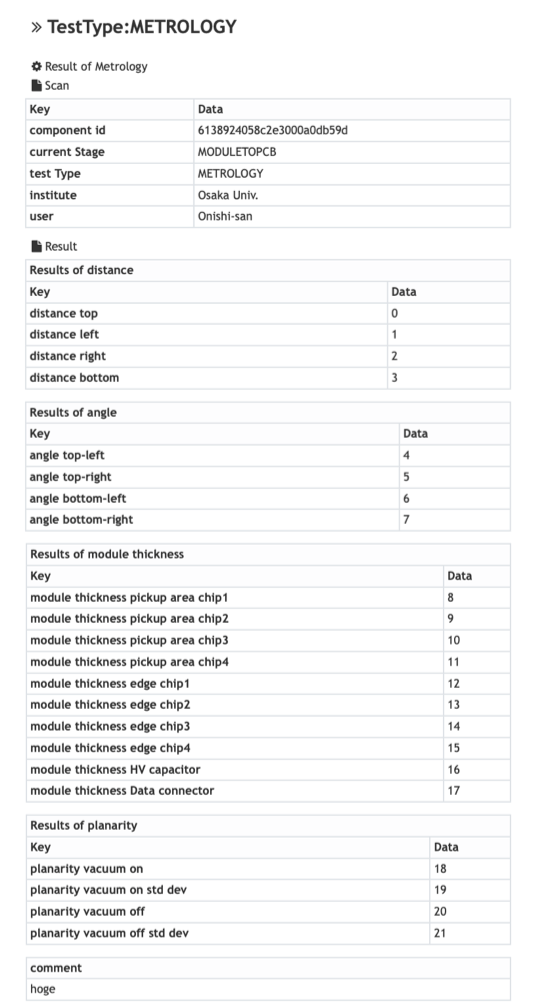 » TestType:METROLOGY
Result of Metrology
Scan
Key Data
component id 6138924058c2e3000a0db59d
current Stage MODULETOPCB
test Type METROLOGY
institute Osaka Univ.
user Onishi-san
Result
Results of distance
Key Data
distance top 0
distance left 1
distance right 2
distance bottom 3
Results of angle
Key Data
angle top-left 4
angle top-right 5
angle bottom-left 6
angle bottom-right 7
Results of module thickness
Key Data
module thickness pickup area chip1 8
module thickness pickup area chip2 9
module thickness pickup area chip3 10
module thickness pickup area chip4 11
module thickness edge chip1 12
module thickness edge chip2 13
module thickness edge chip3 14
module thickness edge chip4 15
module thickness HV capacitor 16
module thickness Data connector 17
Results of planarity
Key Data
planarity vacuum on 18
planarity vacuum on std dev 19
planarity vacuum off 20
planarity vacuum off std dev 21
comment
hoge